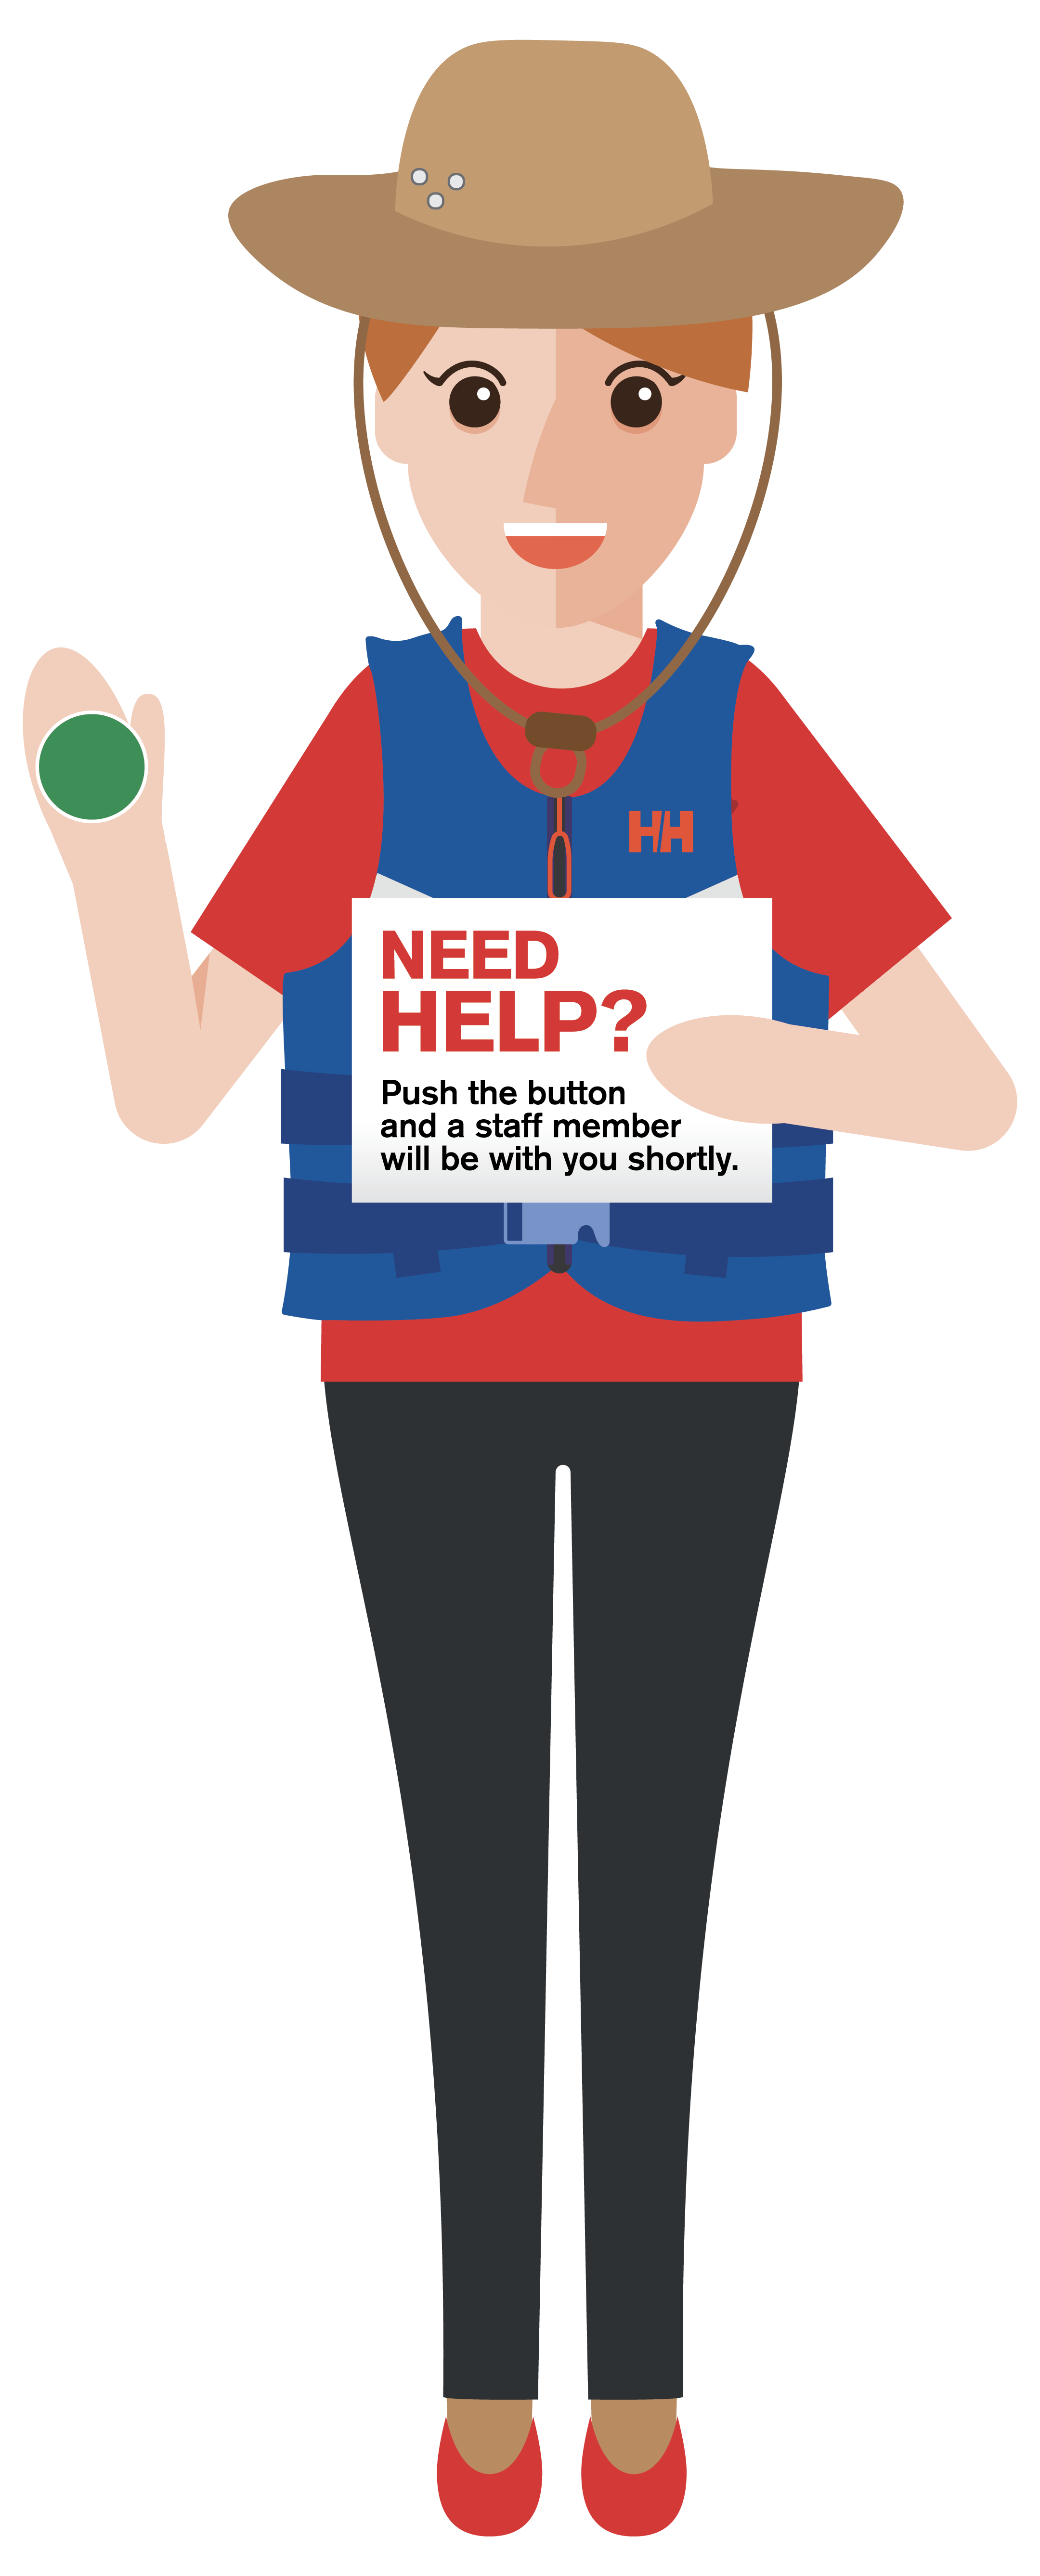 HH
NEED
HELP?
Push the button
and a staff member
will be with you shortly.